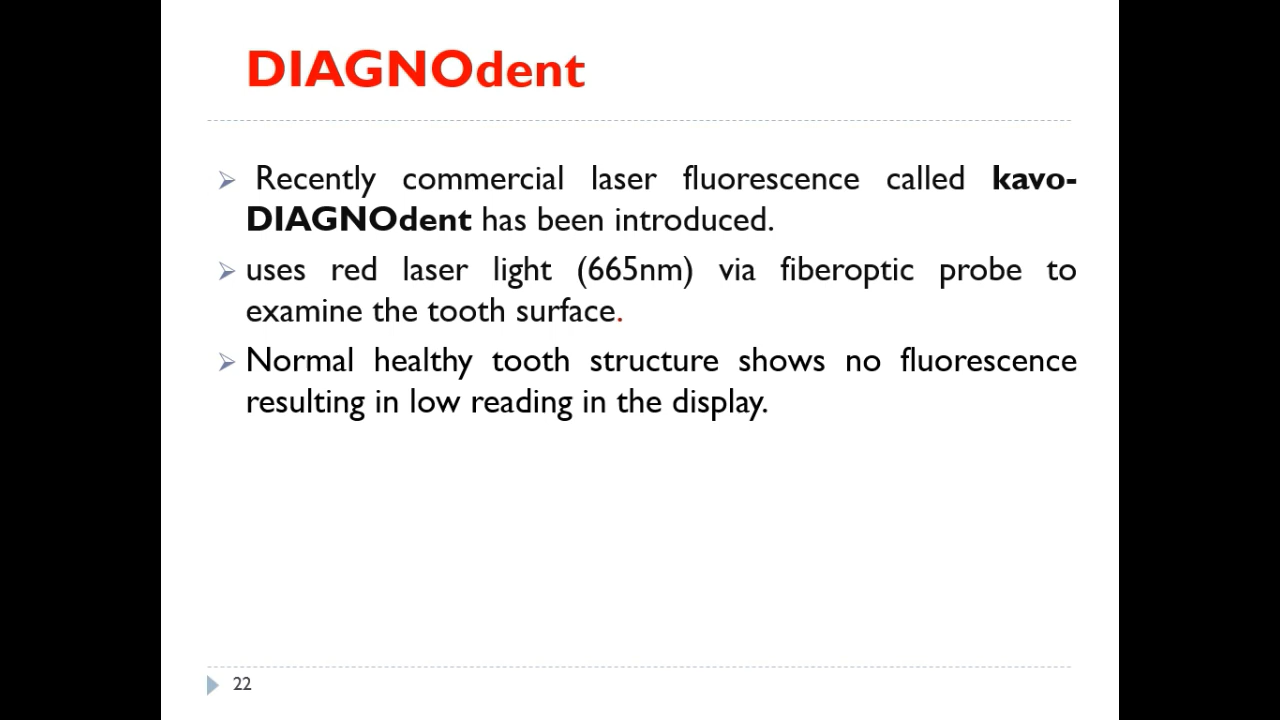 DIAGNOdent
Recently commercial laser fluorescence called kavo-
DIAGNOdent has been introduced.
uses red laser light (665nm) via fiberoptic probe to
examine the tooth surface.
Normal healthy tooth structure shows no fluorescence
resulting in low reading in the display.
22